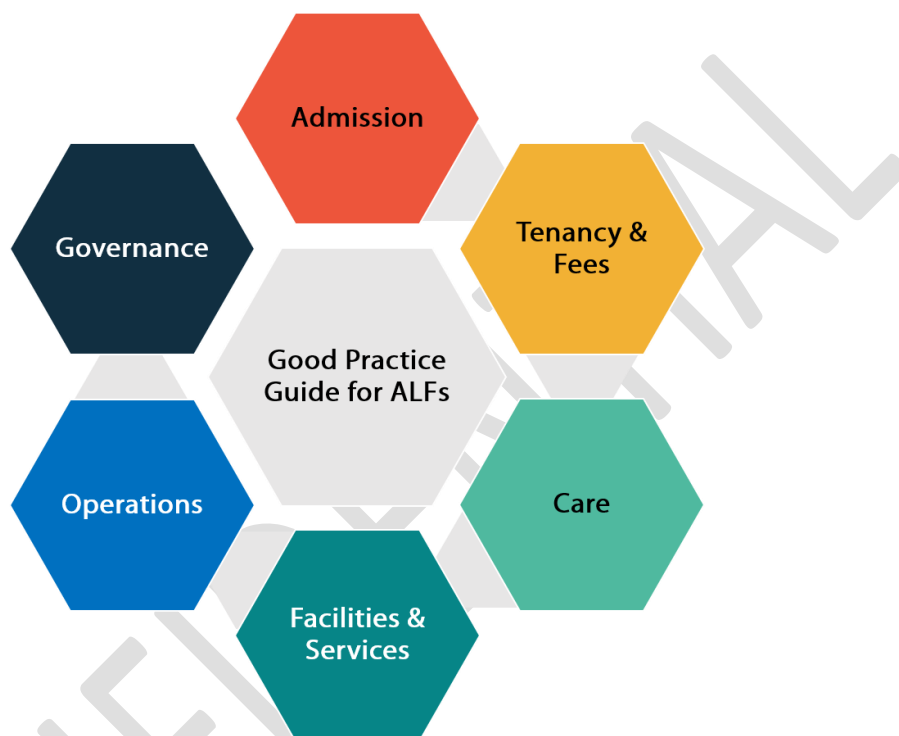 Admission
Tenancy &
Fees
Care
Facilities &
Services
Operations
Governance
Good Practice
Guide for ALFs